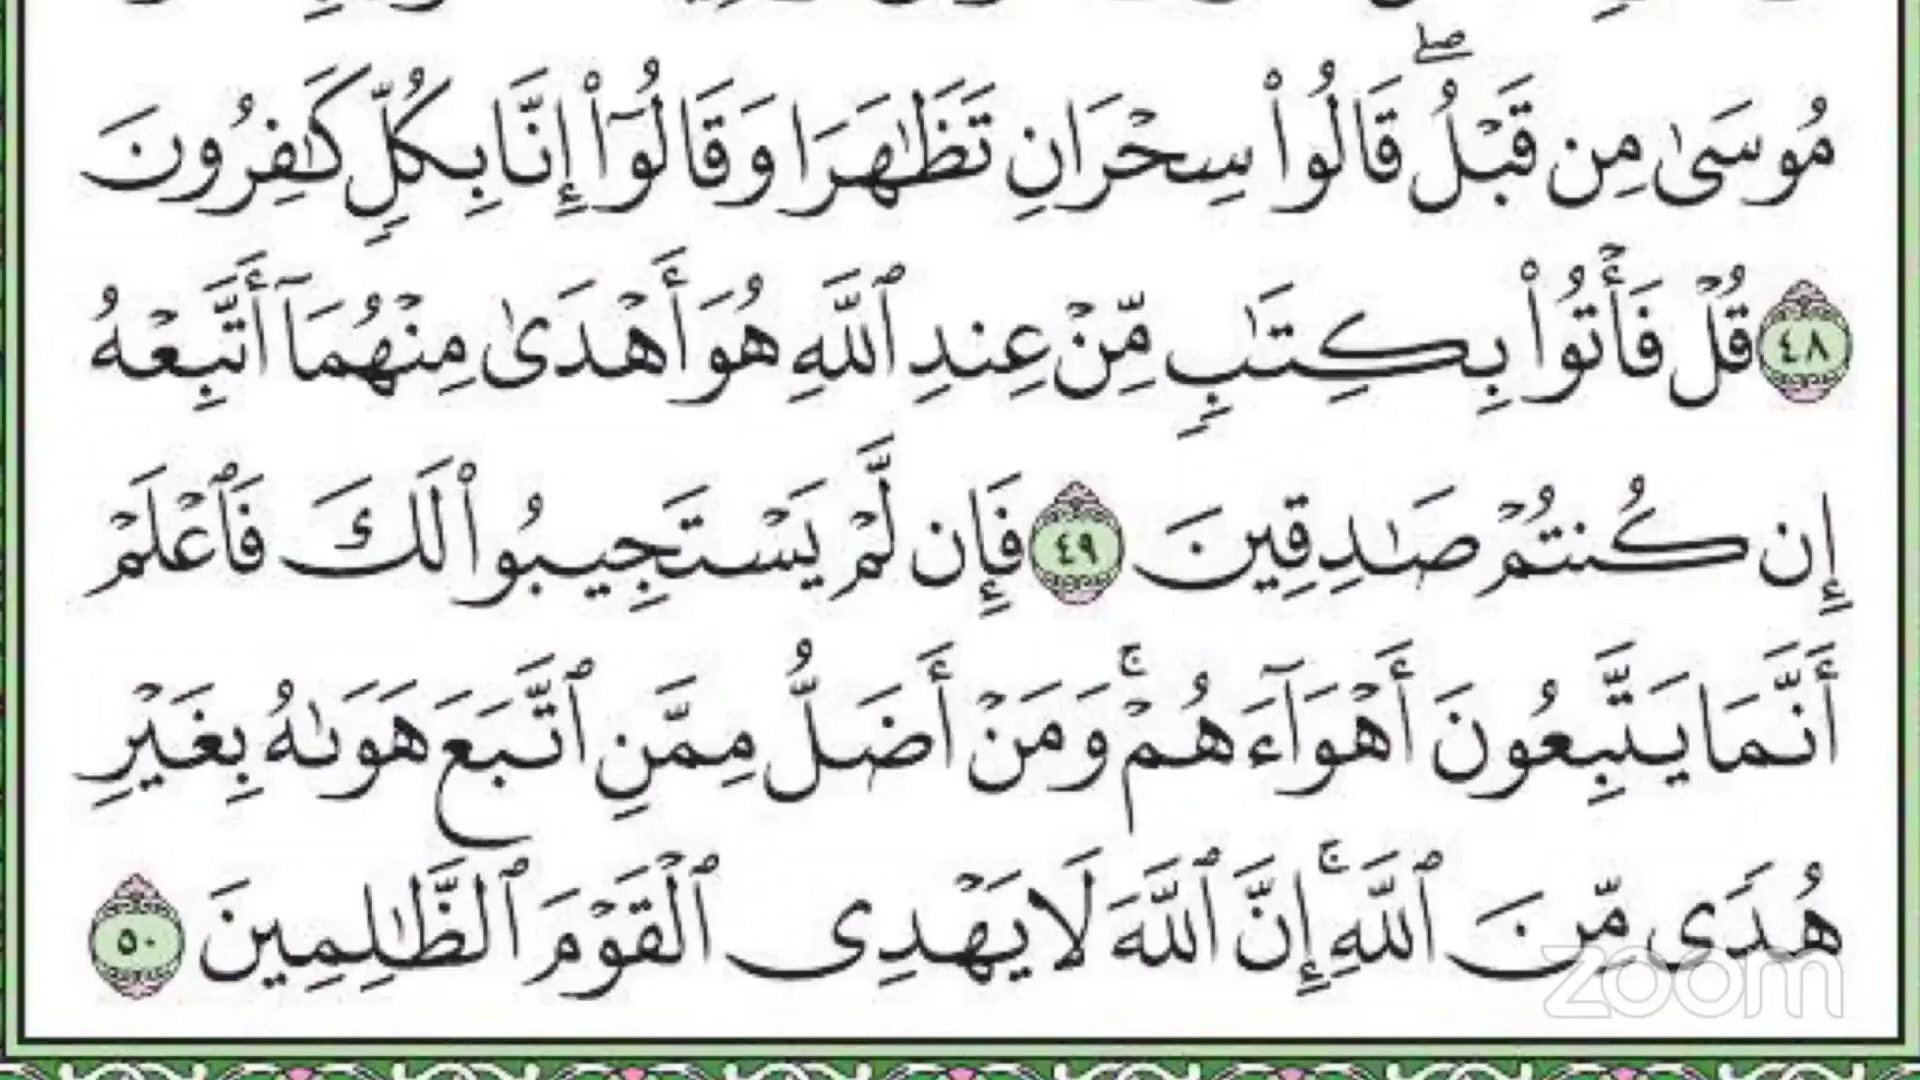 مُوسَىٰ مِن قَبْلُ ۖ قَالُوا۟ سِحْرَانِ تَظَٰهَرَا وَقَالُوٓا۟ إِنَّا بِكُلٍّ كَٰفِرُونَ
٤٨ قُلْ فَأْتُوا۟ بِكِتَٰبٍ مِّنْ عِندِ ٱللَّهِ هُوَ أَهْدَىٰ مِنْهُمَآ أَتَّبِعْهُ
إِن كُنتُمْ صَٰدِقِينَ ٤٩ فَإِن لَّمْ يَسْتَجِيبُوا۟ لَكَ فَٱعْلَمْ
أَنَّمَا يَتَّبِعُونَ أَهْوَآءَهُمْ ۚ وَمَنْ أَضَلُّ مِمَّنِ ٱتَّبَعَ هَوَىٰهُ بِغَيْرِ
هُدًى مِّنَ ٱللَّهِ ۚ إِنَّ ٱللَّهَ لَا يَهْدِى ٱلْقَوْمَ ٱلظَّٰلِمِينَ ٥٠
zoom